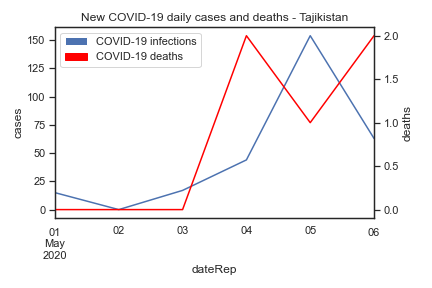 New COVID-19 daily cases and deaths - Tajikistan
COVID-19 infections
COVID-19 deaths
cases
150
125
100
75
50
25
0
2.0
1.5
1.0
0.5
0.0
deaths
01 02 03 04 05 06
May
2020
dateRep